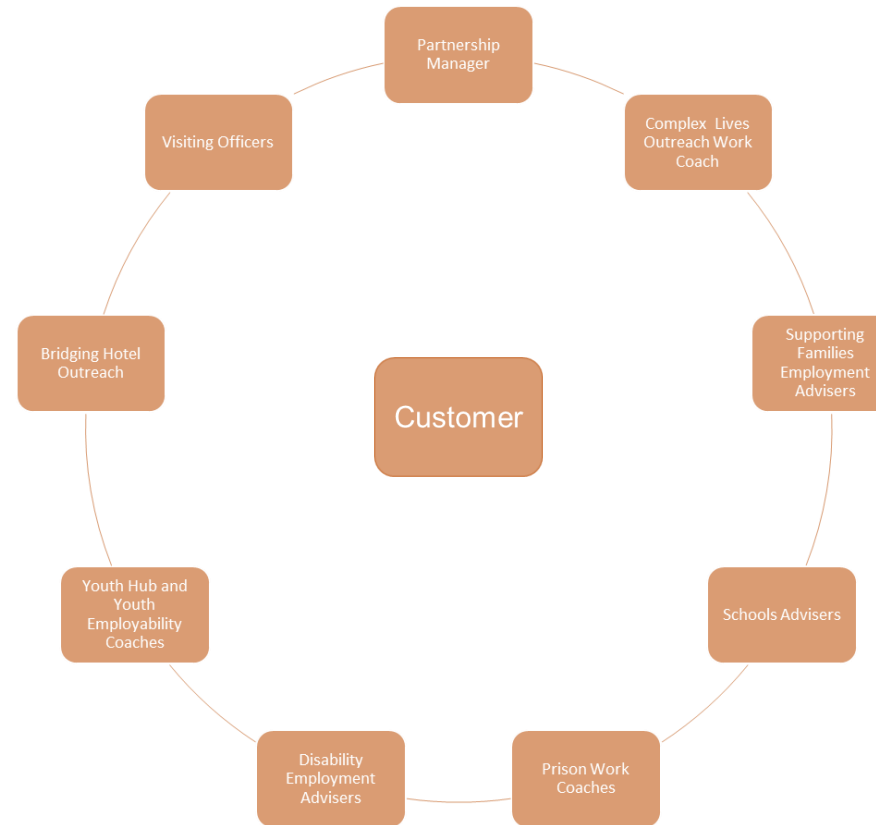 Partnership
Manager
Complex  Lives
Outreach Work
Coach
Supporting
Families
Employment
Advisers
Schools Advisers
Prison Work
Coaches
Disability
Employment
Advisers
Youth Hub and
Youth
Employability
Coaches
Bridging Hotel
Outreach
Visiting Officers
Customer